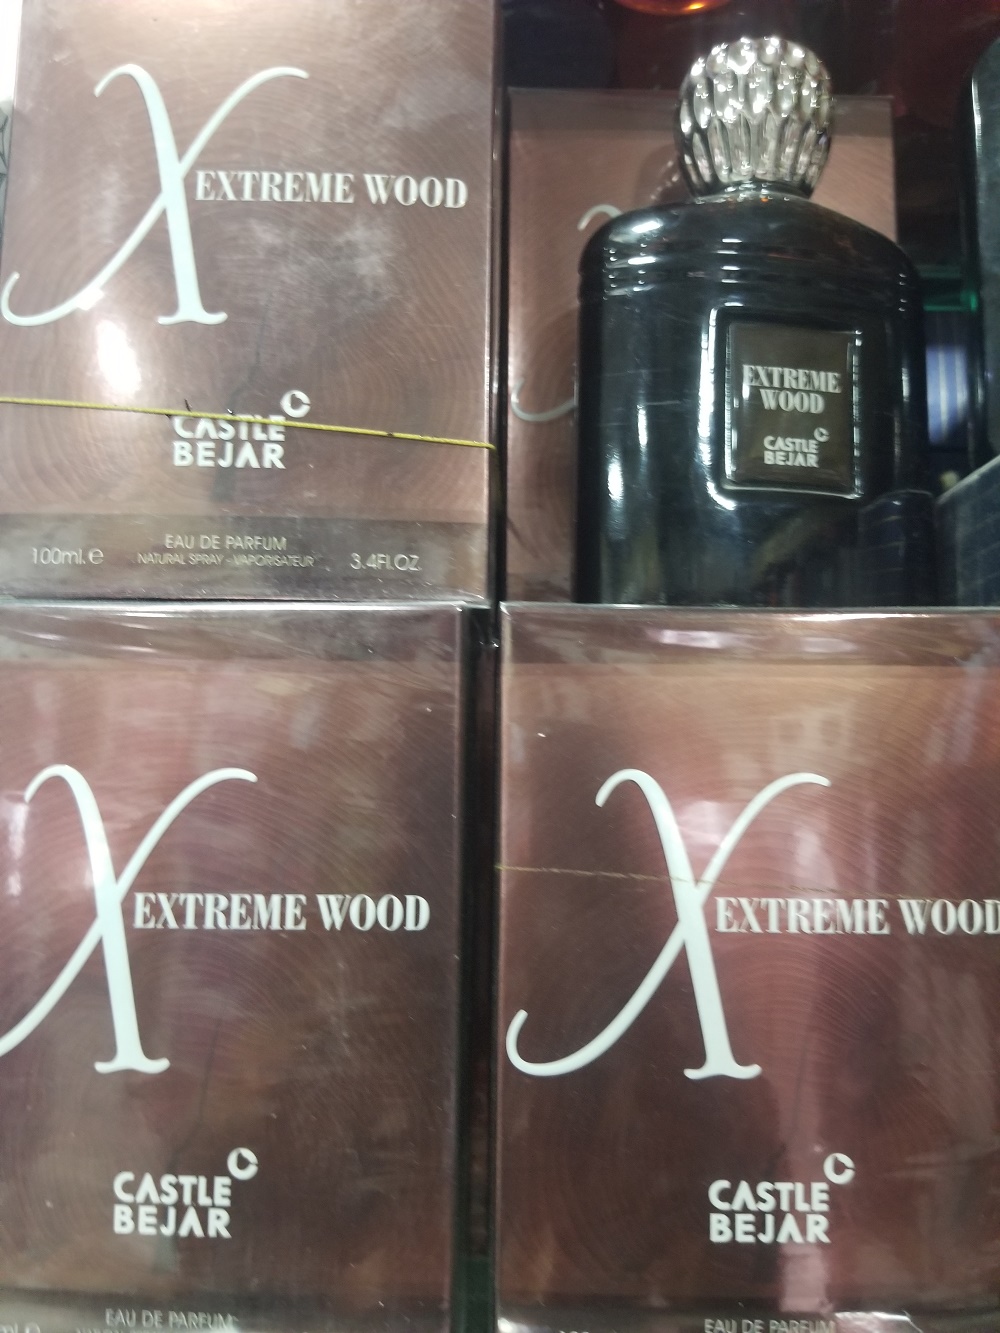 X
EXTREME WOOD
CASTLE
BEJAR
100ml.e
EAU DE PARFUM
NATURAL SPRAY - VAPORISATEUR
3.4Fl.OZ
EXTREME
WOOD
CASTLE
BEJAR
X
EXTREME WOOD
CASTLE
BEJAR
EAU DE PARFUM
X
EXTREME WOOD
CASTLE
BEJAR
EAU DE PARFUM